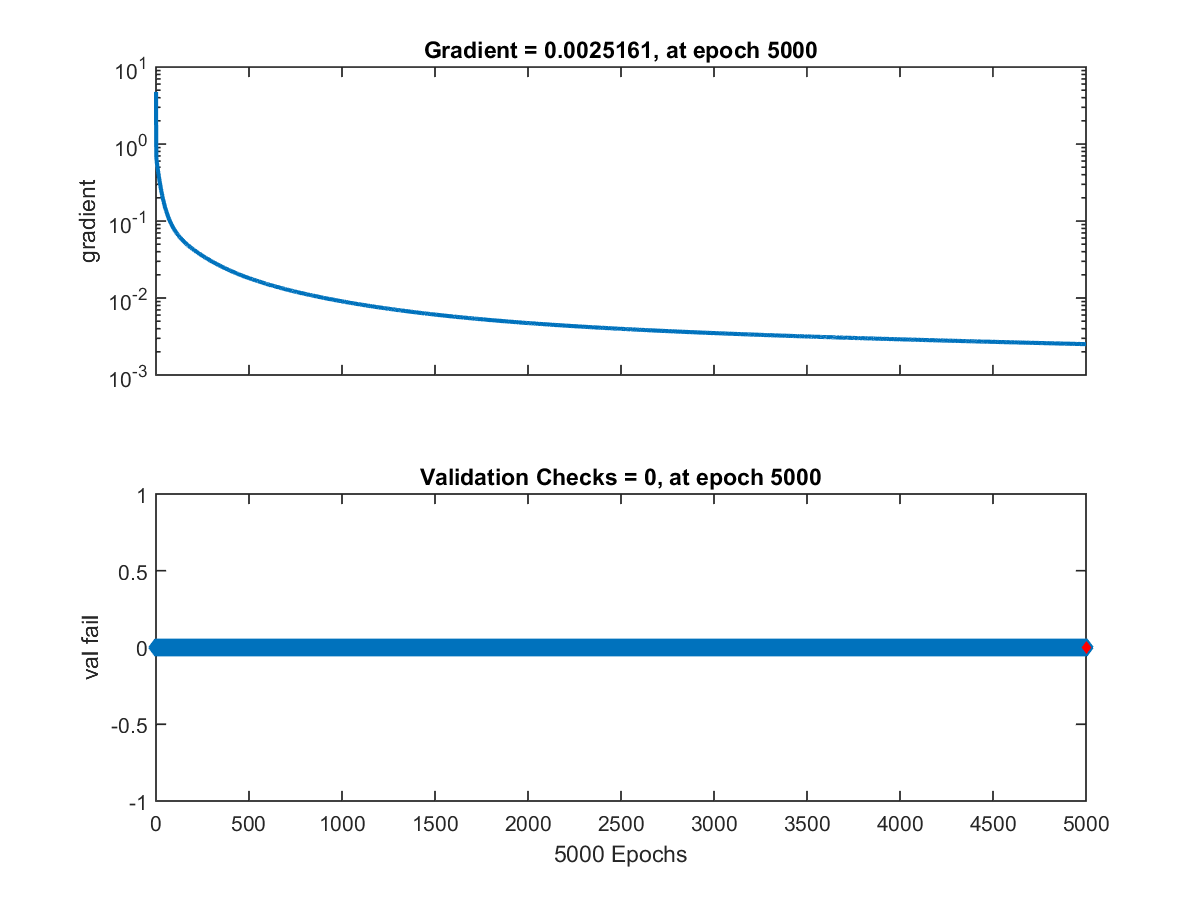 Gradient = 0.0025161, at epoch 5000
10^1
10^0
10^-1
10^-2
10^-3
gradient
Validation Checks = 0, at epoch 5000
1
0.5
0
-0.5
-1
val fail
0 500 1000 1500 2000 2500 3000 3500 4000 4500 5000
5000 Epochs